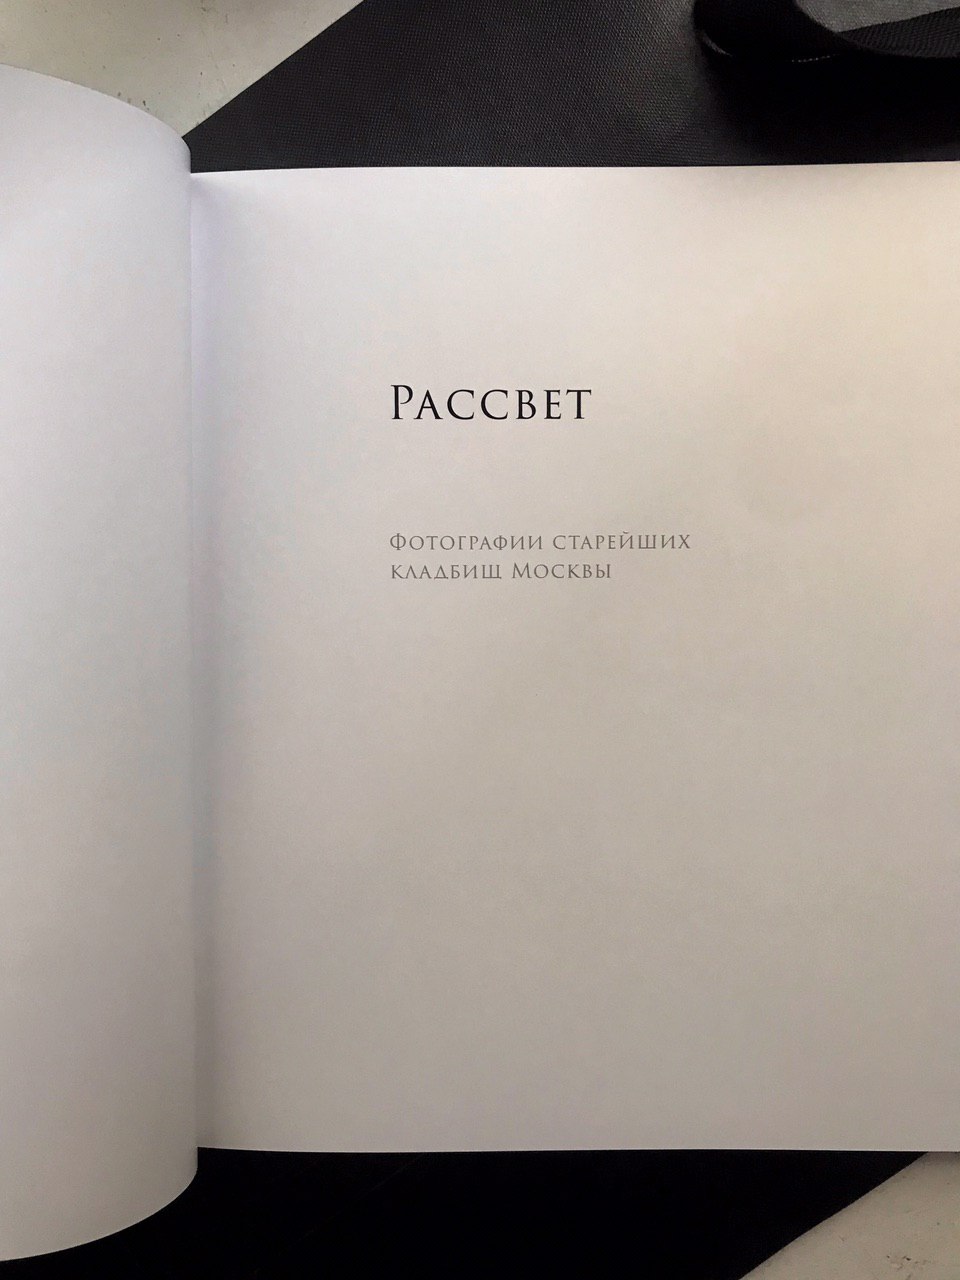 Рассвет
Фотографии старейших
кладбищ Москвы